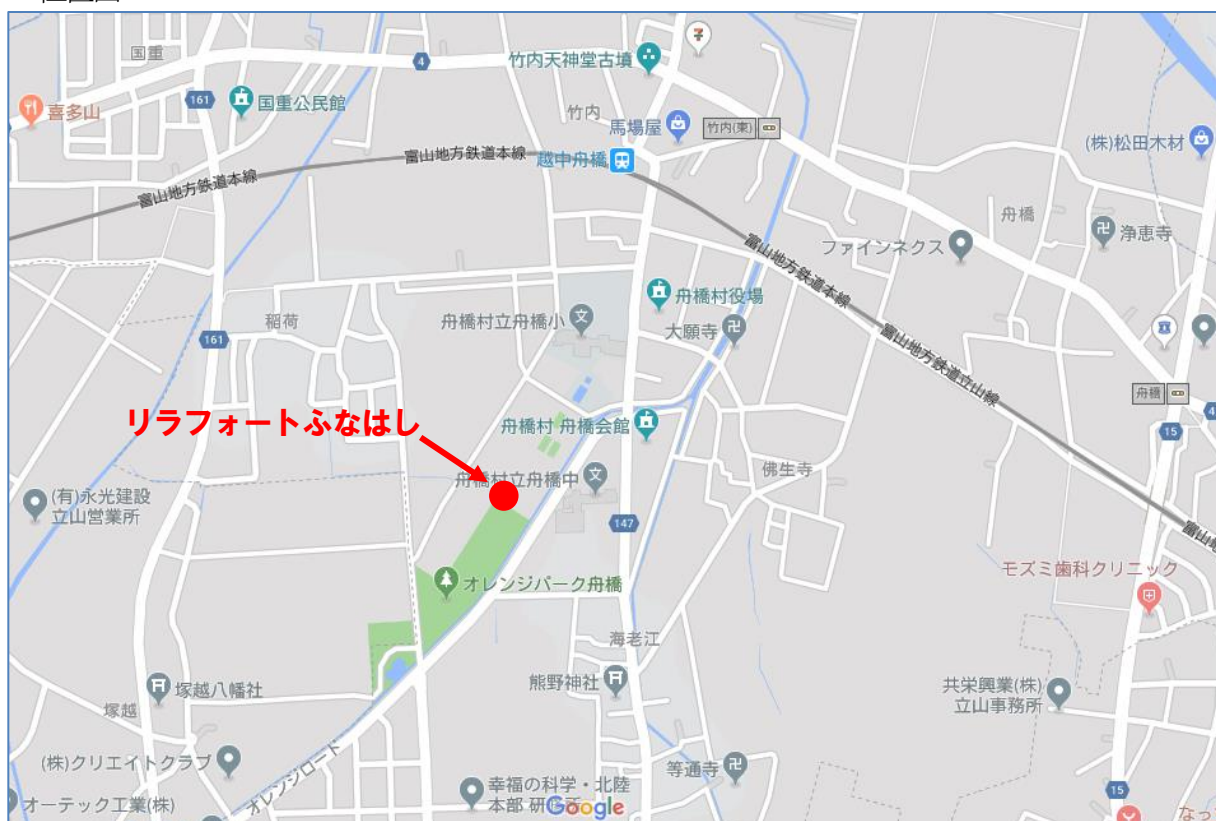 国重
4
竹内天神堂古墳
161
国重公民館
喜多山
竹内
馬場屋
竹内(東)
(株)松田木材
富山地方鉄道本線
富山地方鉄道本線
越中舟橋
舟橋
浄恵寺
ファインネクス
富山地方鉄道本線
舟橋村役場
稲荷
舟橋村立舟橋小
大願寺
161
富山地方鉄道立山線
舟橋
4
15
リラフォートふなはし
舟橋村 舟橋会館
佛生寺
舟橋村立舟橋中
(有)永光建設
立山営業所
147
富山地
モズミ歯科クリニック
オレンジパーク舟橋
海老江
塚越八幡社
熊野神社
共栄興業(株)
立山事務所
塚越
(株)クリエイトクラブ
オレンジロード
等通寺
オーテック工業(株)
幸福の科学・北陸
本部 研
Google
15
なっ